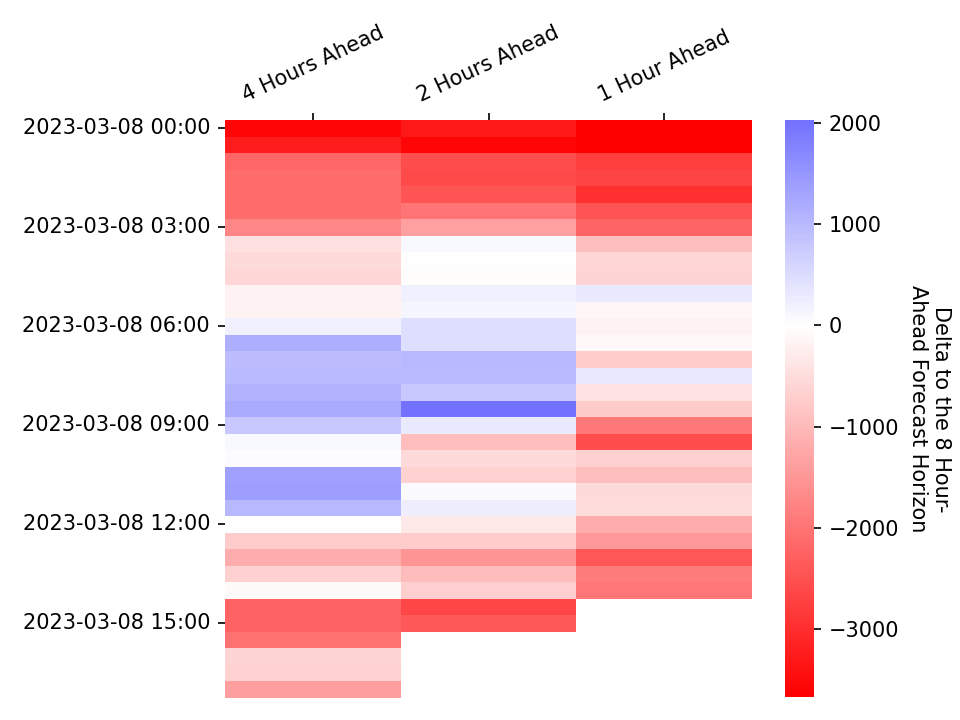 4 Hours Ahead
2 Hours Ahead
1 Hour Ahead
2023-03-08 00:00
2023-03-08 03:00
2023-03-08 06:00
2023-03-08 09:00
2023-03-08 12:00
2023-03-08 15:00
2000
1000
0
−1000
−2000
−3000
Delta to the 8 Hour-
Ahead Forecast Horizon